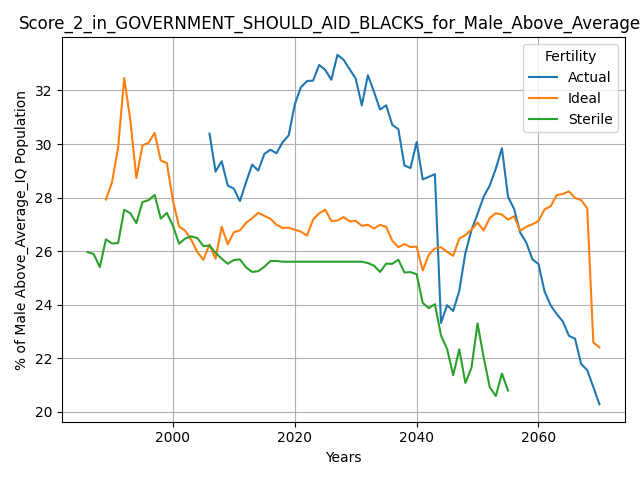 Score_2_in_GOVERNMENT_SHOULD_AID_BLACKS_for_Male_Above_Average
Fertility
Actual
Ideal
Sterile
% of Male Above_Average_IQ Population
32
30
28
26
24
22
20
2000 2020 2040 2060
Years